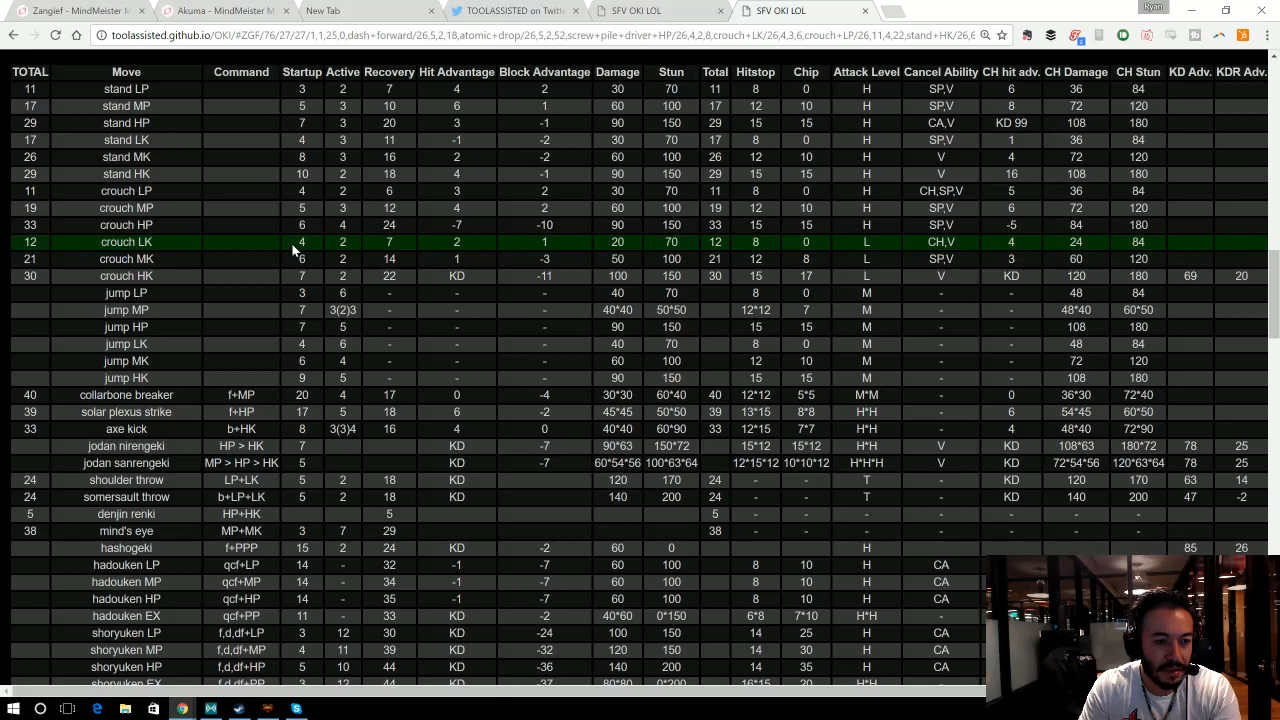 Zangief - MindMeister M
Akuma - MindMeister M
New Tab
TOOLASSISTED on Twitt
SFV OKI LOL
SFV OKI LOL
Ryan
https://toolassisted.github.io/OKI/#ZGF/76/27/27/1,1,25,0,dash+forward/26,5,2,18,atomic+drop/26,5,2,52,screw+pile+driver+HP/26,4,2,8,crouch+LK/26,4,3,6,crouch+LP/26,11,4,22,stand+HK/26,6
TOTAL Move Command Startup Active Recovery Hit Advantage Block Advantage Damage Stun Total Hitstop Chip Attack Level Cancel Ability CH hit adv. CH Damage CH Stun KD Adv. KDR Adv.
11 stand LP 3 2 7 4 2 30 70 11 8 0 H SP,V 6 36 84
17 stand MP 5 3 10 6 1 60 100 17 12 10 H SP,V 8 72 120
29 stand HP 7 3 20 3 -1 90 150 29 15 15 H CA,V KD 99 108 180
17 stand LK 4 3 11 -1 -2 30 70 17 8 0 H SP,V 1 36 84
26 stand MK 8 3 16 2 -2 60 100 26 12 10 H V 4 72 120
29 stand HK 10 2 18 4 -1 90 150 29 15 15 H V 16 108 180
11 crouch LP 4 2 6 3 2 30 70 11 8 0 H CH,SP,V 5 36 84
19 crouch MP 5 3 12 4 2 60 100 19 12 10 H SP,V 6 72 120
33 crouch HP 6 4 24 -7 -10 90 150 33 15 15 H SP,V -5 84 180
12 crouch LK 4 2 7 2 1 20 70 12 8 0 L CH,V 4 24 84
21 crouch MK 6 2 14 1 -3 50 100 21 12 8 L SP,V 3 60 120
30 crouch HK 7 2 22 KD -11 100 150 30 15 17 L V KD 120 180 69 20
jump LP 3 6 - - - 40 70 8 0 M - - 48 84
jump MP 7 3(2)3 - - - 40*40 50*50 12*12 7 M - - 48*40 60*50
jump HP 7 5 - - - 90 150 15 15 M - - 108 180
jump LK 4 6 - - - 40 70 8 0 M - - 48 84
jump MK 6 4 - - - 60 100 12 10 M - - 72 120
jump HK 9 5 - - - 90 150 15 15 M - - 108 180
40 collarbone breaker f+MP 20 4 17 0 -4 30*30 60*40 40 12*12 5*5 M*M - 0 36*30 72*40
39 solar plexus strike f+HP 17 5 18 6 -2 45*45 50*50 39 13*15 8*8 H*H - 6 54*45 60*50
33 axe kick b+HK 8 3(3)4 16 4 0 40*40 60*90 33 12*15 7*7 H*H - 4 48*40 72*90
jodan nirengeki HP > HK 7 KD -7 90*63 150*72 15*12 15*12 H*H V KD 108*63 180*72 78 25
jodan sanrengeki MP > HP > HK 5 KD -7 60*54*56 100*63*64 12*15*12 10*10*12 H*H*H V KD 72*54*56 120*63*64 78 25
24 shoulder throw LP+LK 5 2 18 KD 120 170 24 - - T - KD 120 170 63 14
24 somersault throw b+LP+LK 5 2 18 KD 140 200 24 - - T - KD 140 200 47 -2
5 denjin renki HP+HK 5 5 - - - - - - -
38 mind's eye MP+MK 3 7 29 38 - - - - - - -
hashogeki f+PPP 15 2 24 KD -2 60 0 H 85 26
hadouken LP qcf+LP 14 - 32 -1 -7 60 100 8 10 H CA
hadouken MP qcf+MP 14 - 34 -1 -7 60 100 8 10 H CA
hadouken HP qcf+HP 14 - 35 -1 -7 60 100 8 10 H CA
hadouken EX qcf+PP 11 - 33 KD -2 40*60 0*150 6*8 7*10 H*H CA
shoryuken LP f,d,df+LP 3 12 30 KD -24 100 150 14 25 H CA
shoryuken MP f,d,df+MP 4 11 39 KD -32 120 150 14 30 H CA
shoryuken HP f,d,df+HP 5 10 44 KD -36 140 200 14 35 H CA
shoryuken EX f,d,df+PP 3 12 44 KD -37 80*80 0*200 16*15 20 H*H CA